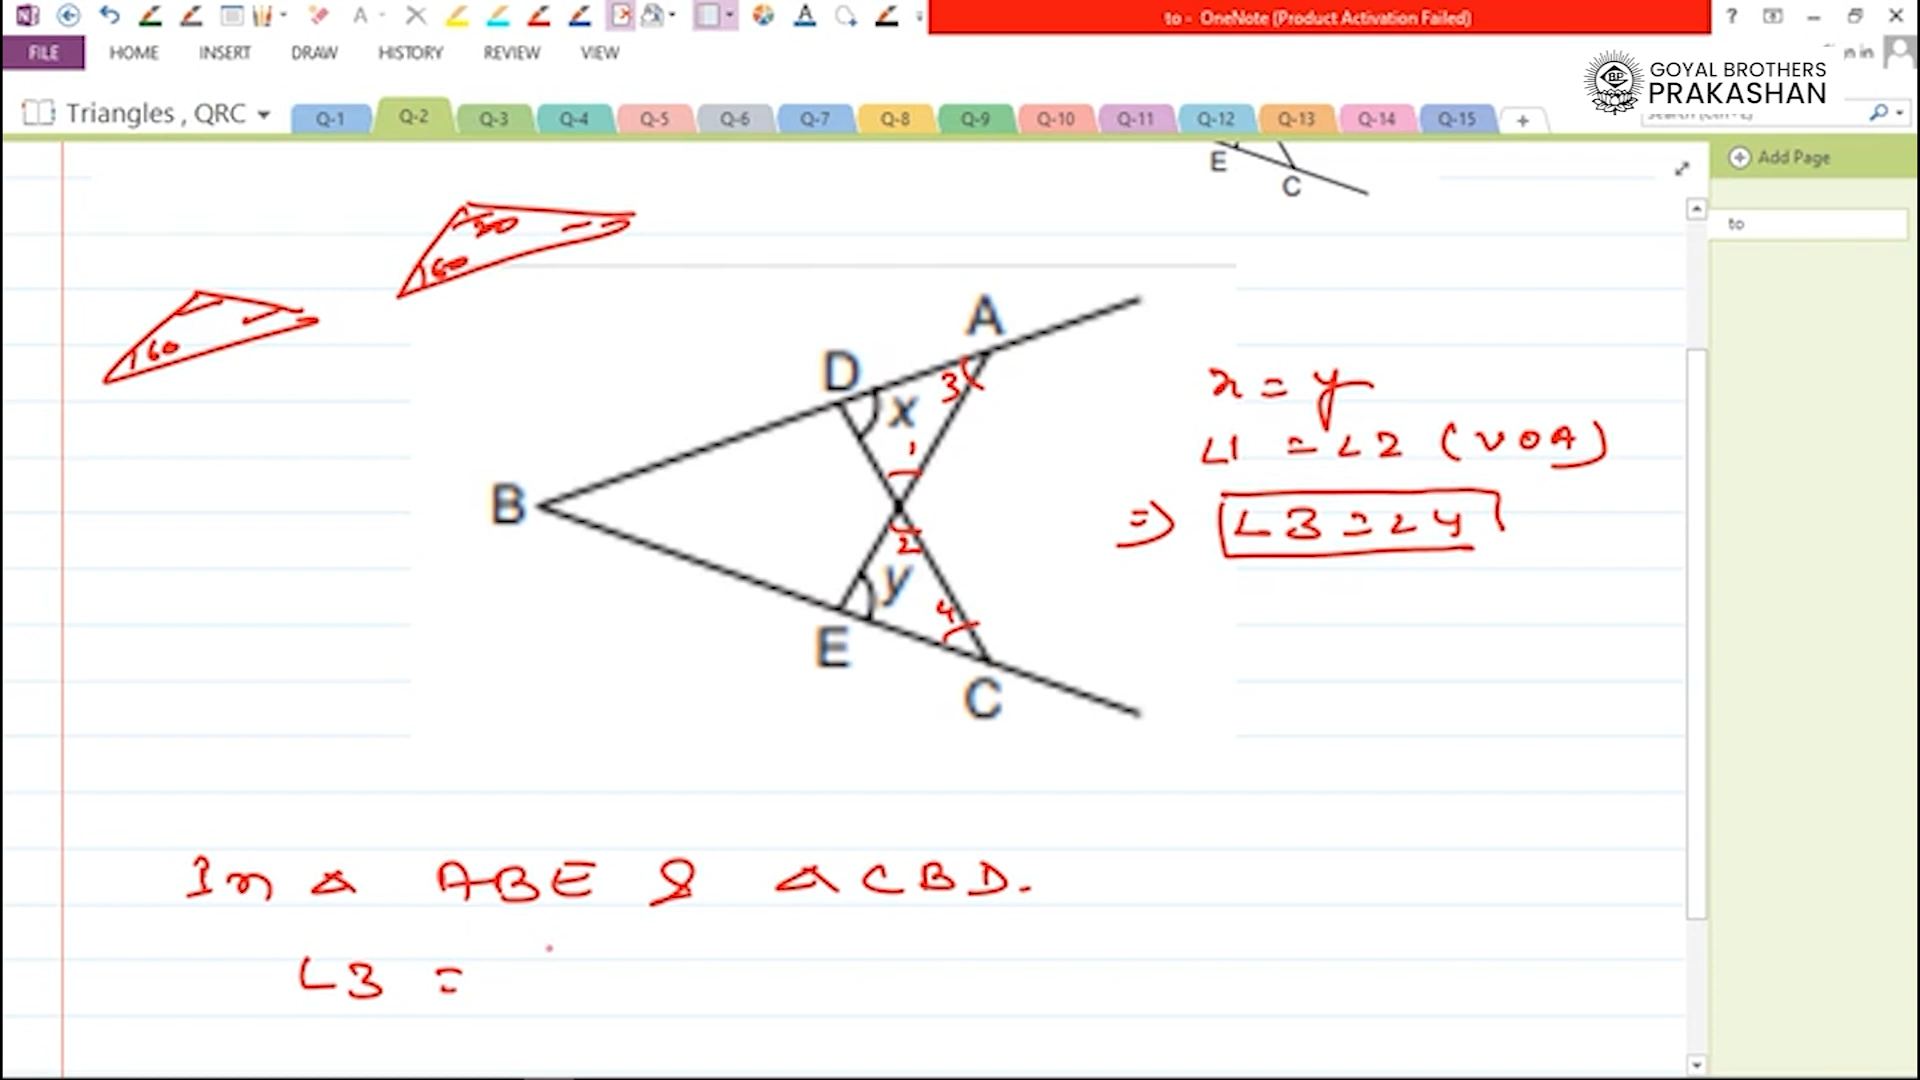 to - OneNote (Product Activation Failed)
FILE HOME INSERT DRAW HISTORY REVIEW VIEW
GOYAL BROTHERS
PRAKASHAN
Triangles , QRC Q-1 Q-2 Q-3 Q-4 Q-5 Q-6 Q-7 Q-8 Q-9 Q-10 Q-11 Q-12 Q-13 Q-14 Q-15 +
Add Page
to
E
C
60
60
A
D
x
3
1
B
2
y
4
E
C
x = y
∠1 = ∠2 (VOA)
⇒ ∠3 = ∠4
In △ ABE & △ CBD.
∠3 =